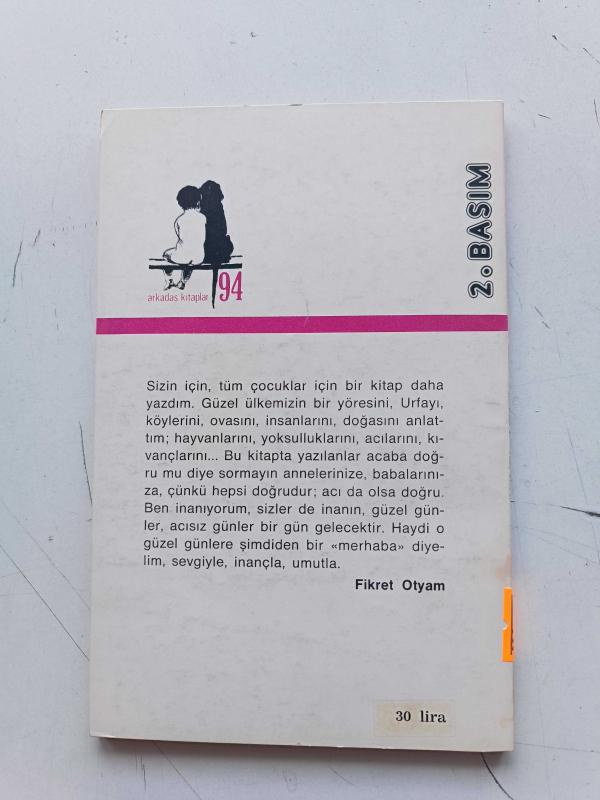 2. BASIM
arkadaş kitaplar 94
Sizin için, tüm çocuklar için bir kitap daha
yazdım. Güzel ülkemizin bir yöresini, Urfayı,
köylerini, ovasını, insanlarını, doğasını anlat-
tım; hayvanlarını, yoksulluklarını, acılarını, kı-
vançlarını... Bu kitapta yazılanlar acaba doğ-
ru mu diye sormayın annelerinize, babalarını-
za, çünkü hepsi doğrudur; acı da olsa doğru.
Ben inanıyorum, sizler de inanın, güzel gün-
ler, acısız günler bir gün gelecektir. Haydi o
güzel günlere şimdiden bir «merhaba» diye-
lim, sevgiyle, inançla, umutla.
Fikret Otyam
30 lira